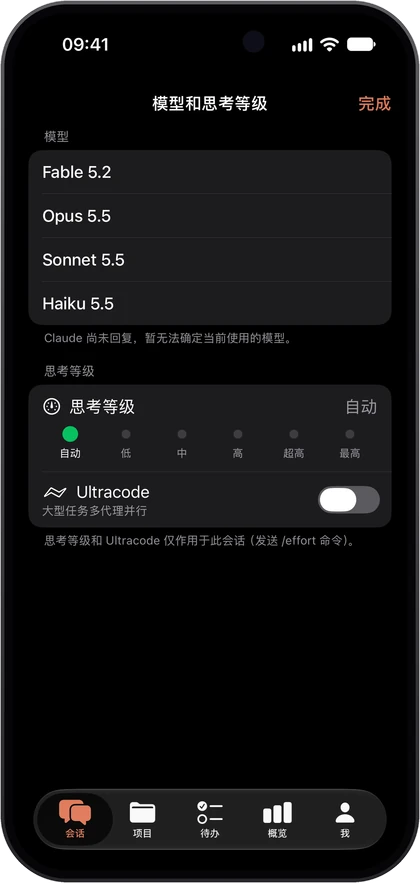 09:41
模型和思考等级
完成
模型
Fable 5.2
Opus 5.5
Sonnet 5.5
Haiku 5.5
Claude 尚未回复，暂无法确定当前使用的模型。
思考等级
思考等级
自动
自动 低 中 高 超高 最高
Ultracode
大型任务多代理并行
思考等级和 Ultracode 仅作用于此会话（发送 /effort 命令）。
会话 项目 待办 概览 我